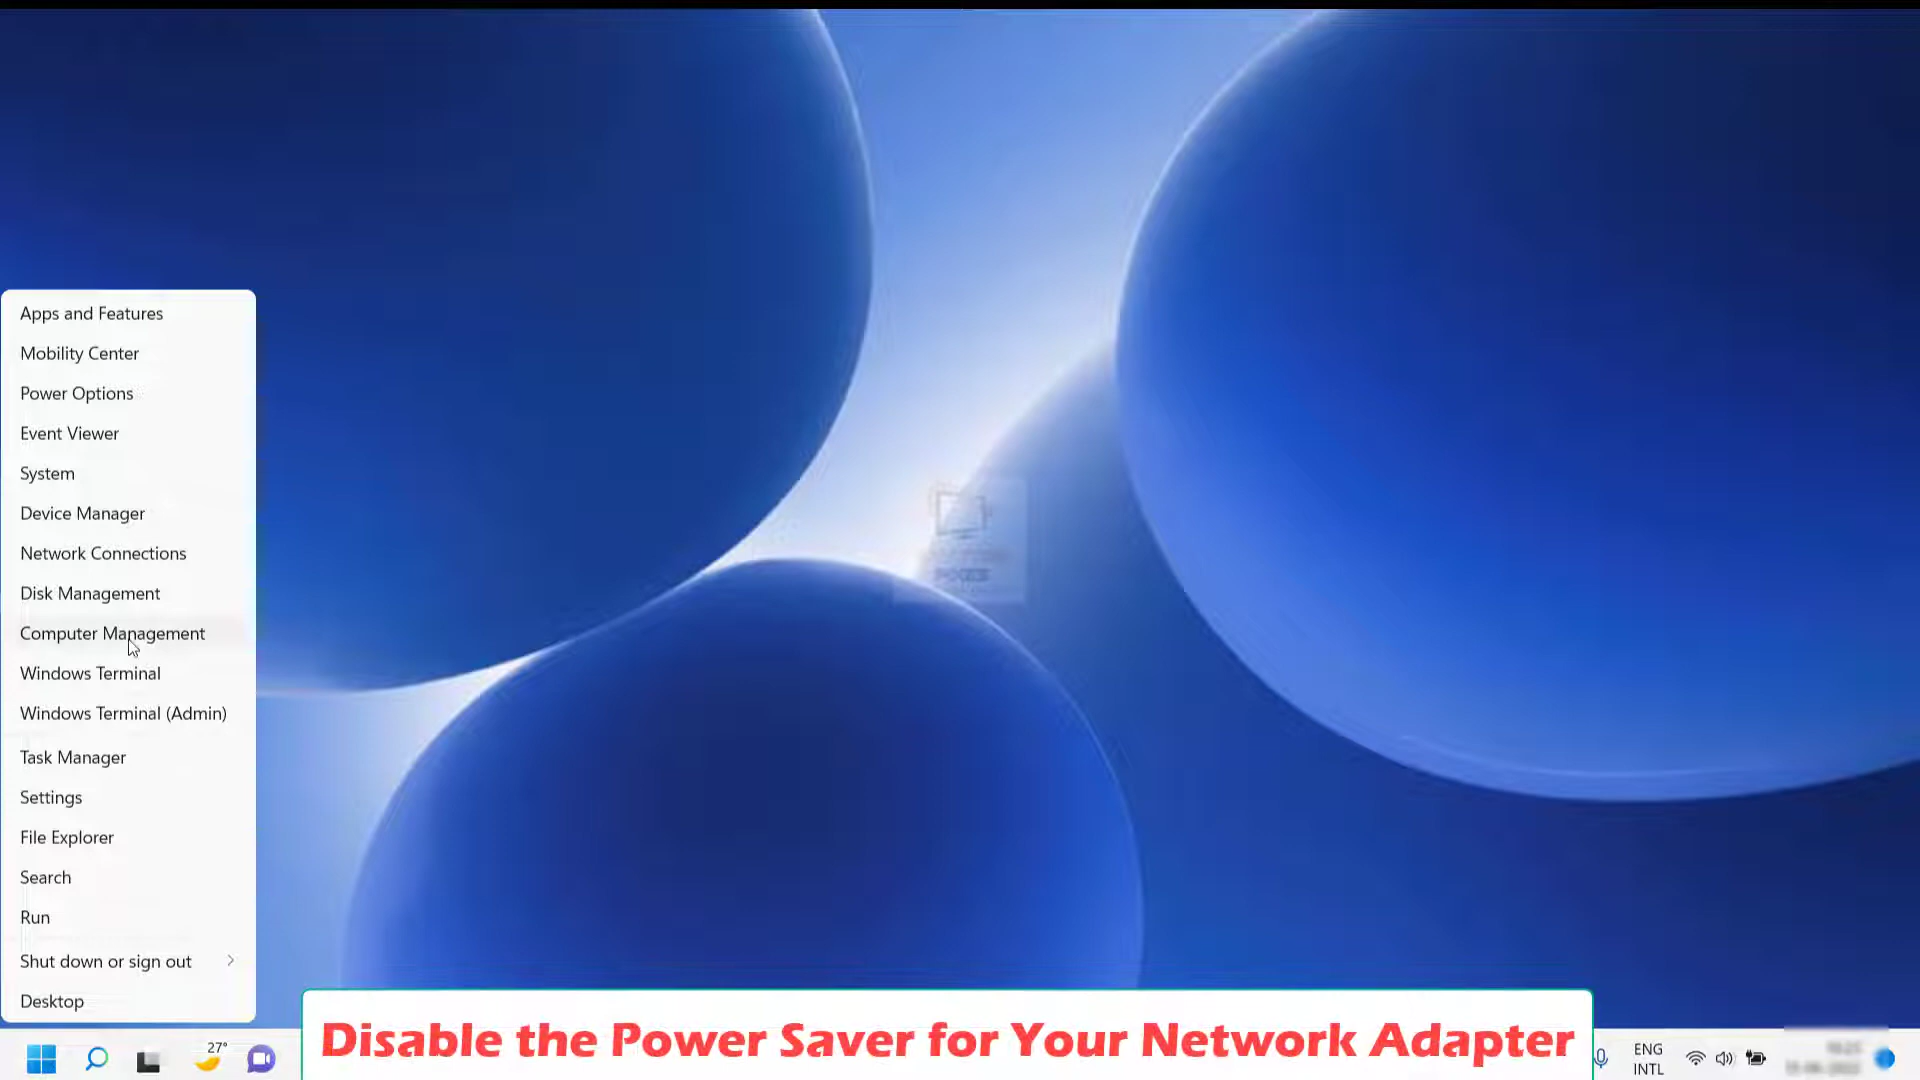 Apps and Features
Mobility Center
Power Options
Event Viewer
System
Device Manager
Network Connections
Disk Management
Computer Management
Windows Terminal
Windows Terminal (Admin)
Task Manager
Settings
File Explorer
Search
Run
Shut down or sign out
Desktop
27°
Disable the Power Saver for Your Network Adapter
ENG
INTL